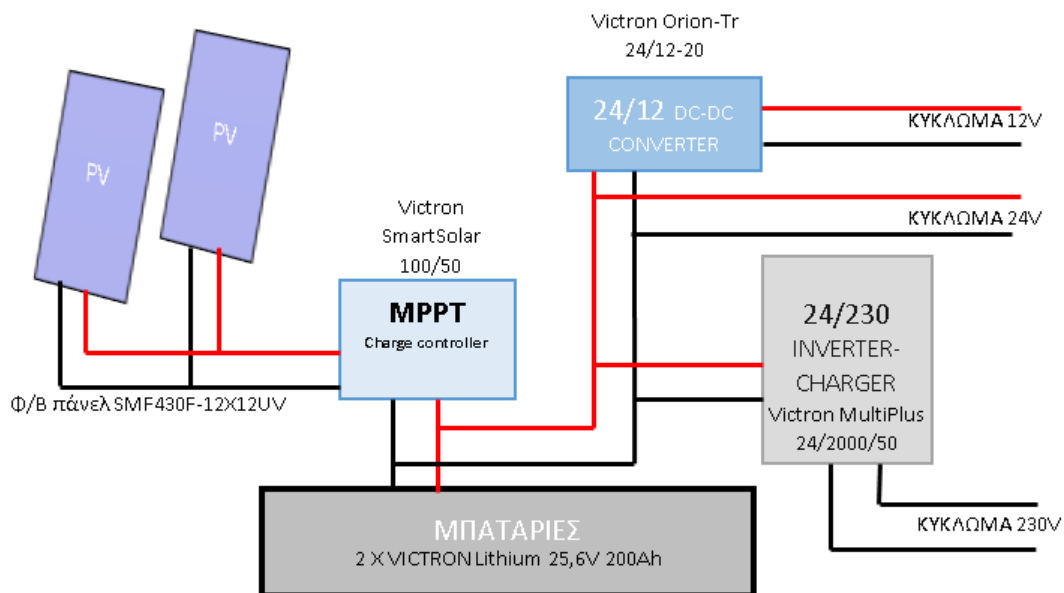 Victron Orion-Tr
24/12-20
24/12 DC-DC
CONVERTER
ΚΥΚΛΩΜΑ 12V
PV
PV
Victron
SmartSolar
100/50
ΚΥΚΛΩΜΑ 24V
MPPT
Charge controller
24/230
INVERTER-
CHARGER
Victron MultiPlus
24/2000/50
Φ/Β πάνελ SMF430F-12X12UV
ΚΥΚΛΩΜΑ 230V
ΜΠΑΤΑΡΙΕΣ
2 X VICTRON Lithium 25,6V 200Ah